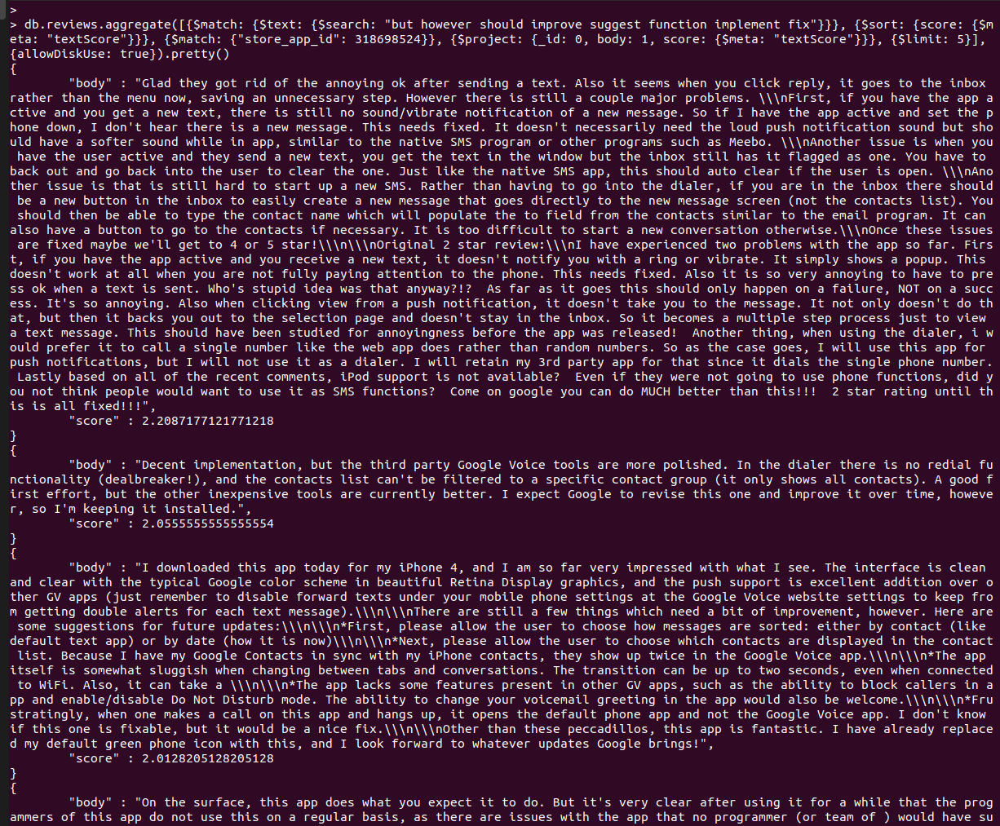 >
> db.reviews.aggregate([{$match: {$text: {$search: "but however should improve suggest function implement fix"}}}, {$sort: {score: {$m
eta: "textScore"}}}, {$match: {"store_app_id": 318698524}}, {$project: {_id: 0, body: 1, score: {$meta: "textScore"}}}, {$limit: 5}],
{allowDiskUse: true}).pretty()
{
"body" : "Glad they got rid of the annoying ok after sending a text. Also it seems when you click reply, it goes to the inbox
rather than the menu now, saving an unnecessary step. However there is still a couple major problems. \\\nFirst, if you have the app a
ctive and you get a new text, there is still no sound/vibrate notification of a new message. So if I have the app active and set the p
hone down, I don't hear there is a new message. This needs fixed. It doesn't necessarily need the loud push notification sound but sho
uld have a softer sound while in app, similar to the native SMS program or other programs such as Meebo. \\\nAnother issue is when you
have the user active and they send a new text, you get the text in the window but the inbox still has it flagged as one. You have to
back out and go back into the user to clear the one. Just like the native SMS app, this should auto clear if the user is open. \\\nAno
ther issue is that is still hard to start up a new SMS. Rather than having to go into the dialer, if you are in the inbox there should
be a new button in the inbox to easily create a new message that goes directly to the new message screen (not the contacts list). You
should then be able to type the contact name which will populate the to field from the contacts similar to the email program. It can
also have a button to go to the contacts if necessary. It is too difficult to start a new conversation otherwise.\\\nOnce these issues
are fixed maybe we'll get to 4 or 5 star!\\\n\\\nOriginal 2 star review:\\\nI have experienced two problems with the app so far. Firs
t, if you have the app active and you receive a new text, it doesn't notify you with a ring or vibrate. It simply shows a popup. This
doesn't work at all when you are not fully paying attention to the phone. This needs fixed. Also it is so very annoying to have to pre
ss ok when a text is sent. Who's stupid idea was that anyway?!?  As far as it goes this should only happen on a failure, NOT on a succ
ess. It's so annoying. Also when clicking view from a push notification, it doesn't take you to the message. It not only doesn't do th
at, but then it backs you out to the selection page and doesn't stay in the inbox. So it becomes a multiple step process just to view
a text message. This should have been studied for annoyingness before the app was released!  Another thing, when using the dialer, i w
ould prefer it to call a single number like the web app does rather than random numbers. So as the case goes, I will use this app for
push notifications, but I will not use it as a dialer. I will retain my 3rd party app for that since it dials the single phone number.
Lastly based on all of the recent comments, iPod support is not available?  Even if they were not going to use phone functions, did y
ou not think people would want to use it as SMS functions?  Come on google you can do MUCH better than this!!!  2 star rating until th
is is all fixed!!!",
"score" : 2.2087177121771218
}
{
"body" : "Decent implementation, but the third party Google Voice tools are more polished. In the dialer there is no redial fu
nctionality (dealbreaker!), and the contacts list can't be filtered to a specific contact group (it only shows all contacts). A good f
irst effort, but the other inexpensive tools are currently better. I expect Google to revise this one and improve it over time, howeve
r, so I'm keeping it installed.",
"score" : 2.0555555555555554
}
{
"body" : "I downloaded this app today for my iPhone 4, and I am so far very impressed with what I see. The interface is clean
and clear with the typical Google color scheme in beautiful Retina Display graphics, and the push support is excellent addition over o
ther GV apps (just remember to disable forward texts under your mobile phone settings at the Google Voice website settings to keep fro
m getting double alerts for each text message).\\\n\\\nThere are still a few things which need a bit of improvement, however. Here are
some suggestions for future updates:\\\n\\\n*First, please allow the user to choose how messages are sorted: either by contact (like
default text app) or by date (how it is now)\\\n\\\n*Next, please allow the user to choose which contacts are displayed in the contact
list. Because I have my Google Contacts in sync with my iPhone contacts, they show up twice in the Google Voice app.\\\n\\\n*The app
itself is somewhat sluggish when changing between tabs and conversations. The transition can be up to two seconds, even when connected
to WiFi. Also, it can take a \\\n\\\n*The app lacks some features present in other GV apps, such as the ability to block callers in a
pp and enable/disable Do Not Disturb mode. The ability to change your voicemail greeting in the app would also be welcome.\\\n\\\n*Fru
stratingly, when one makes a call on this app and hangs up, it opens the default phone app and not the Google Voice app. I don't know
if this one is fixable, but it would be a nice fix.\\\n\\\nOther than these peccadillos, this app is fantastic. I have already replace
d my default green phone icon with this, and I look forward to whatever updates Google brings!",
"score" : 2.0128205128205128
}
{
"body" : "On the surface, this app does what you expect it to do. But it's very clear after using it for a while that the prog
ammers of this app do not use this on a regular basis, as there are issues with the app that no programmer (or team of ) would have su